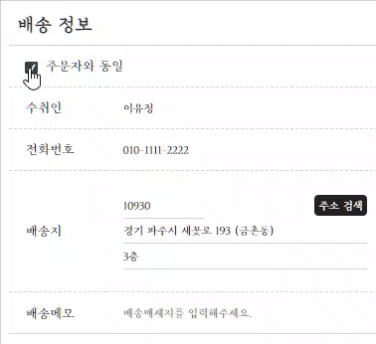 배송 정보
주문자와 동일
수취인 이유정
전화번호 010-1111-2222
10930 주소 검색
배송지 경기 파주시 새꽃로 193 (금촌동)
3층
배송메모 배송메세지를 입력해주세요.